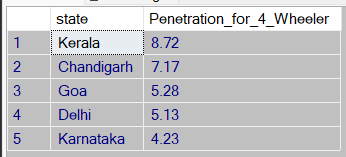 state Penetration_for_4_Wheeler
1 Kerala 8.72
2 Chandigarh 7.17
3 Goa 5.28
4 Delhi 5.13
5 Karnataka 4.23